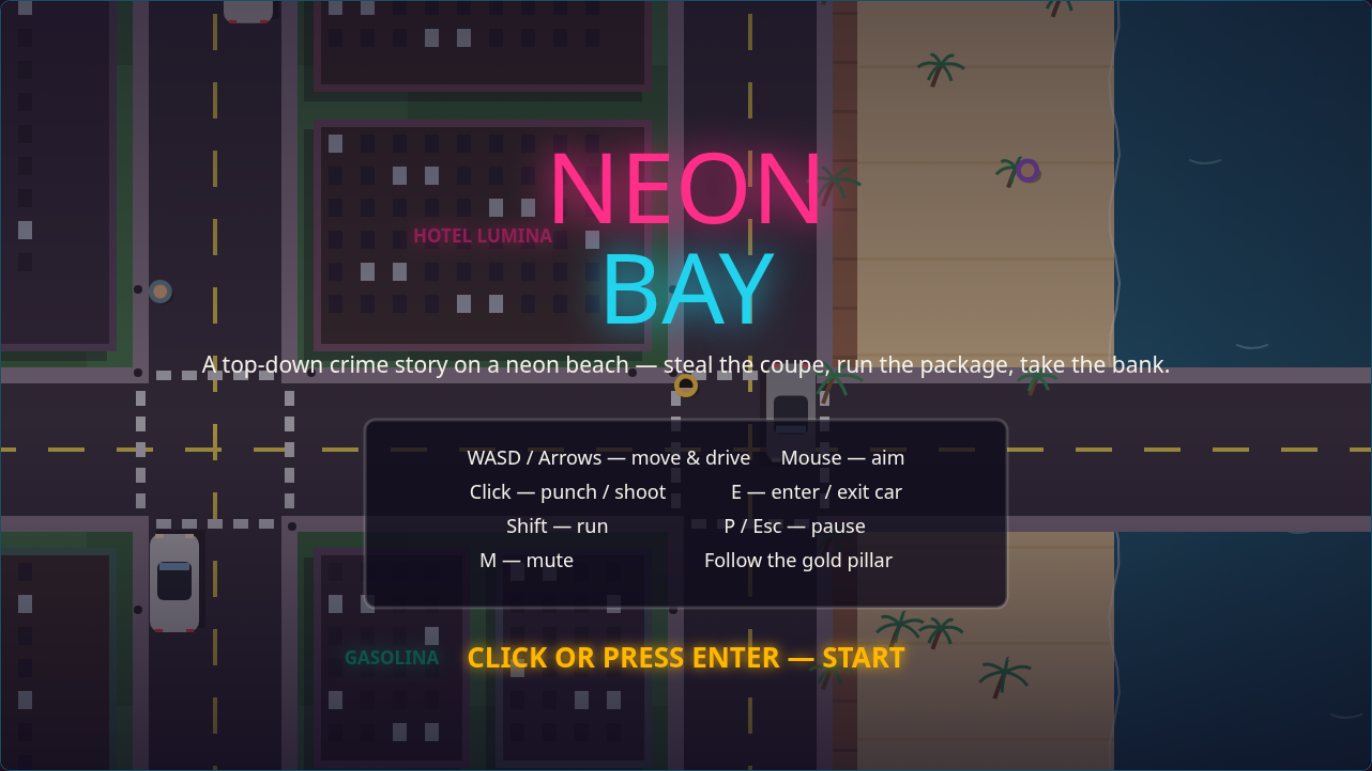 NEON
HOTEL LUMINA
BAY
A top-down crime story on a neon beach — steal the coupe, run the package, take the bank.
WASD / Arrows — move & drive Mouse — aim
Click — punch / shoot E — enter / exit car
Shift — run P / Esc — pause
M — mute Follow the gold pillar
GASOLINA
CLICK OR PRESS ENTER — START